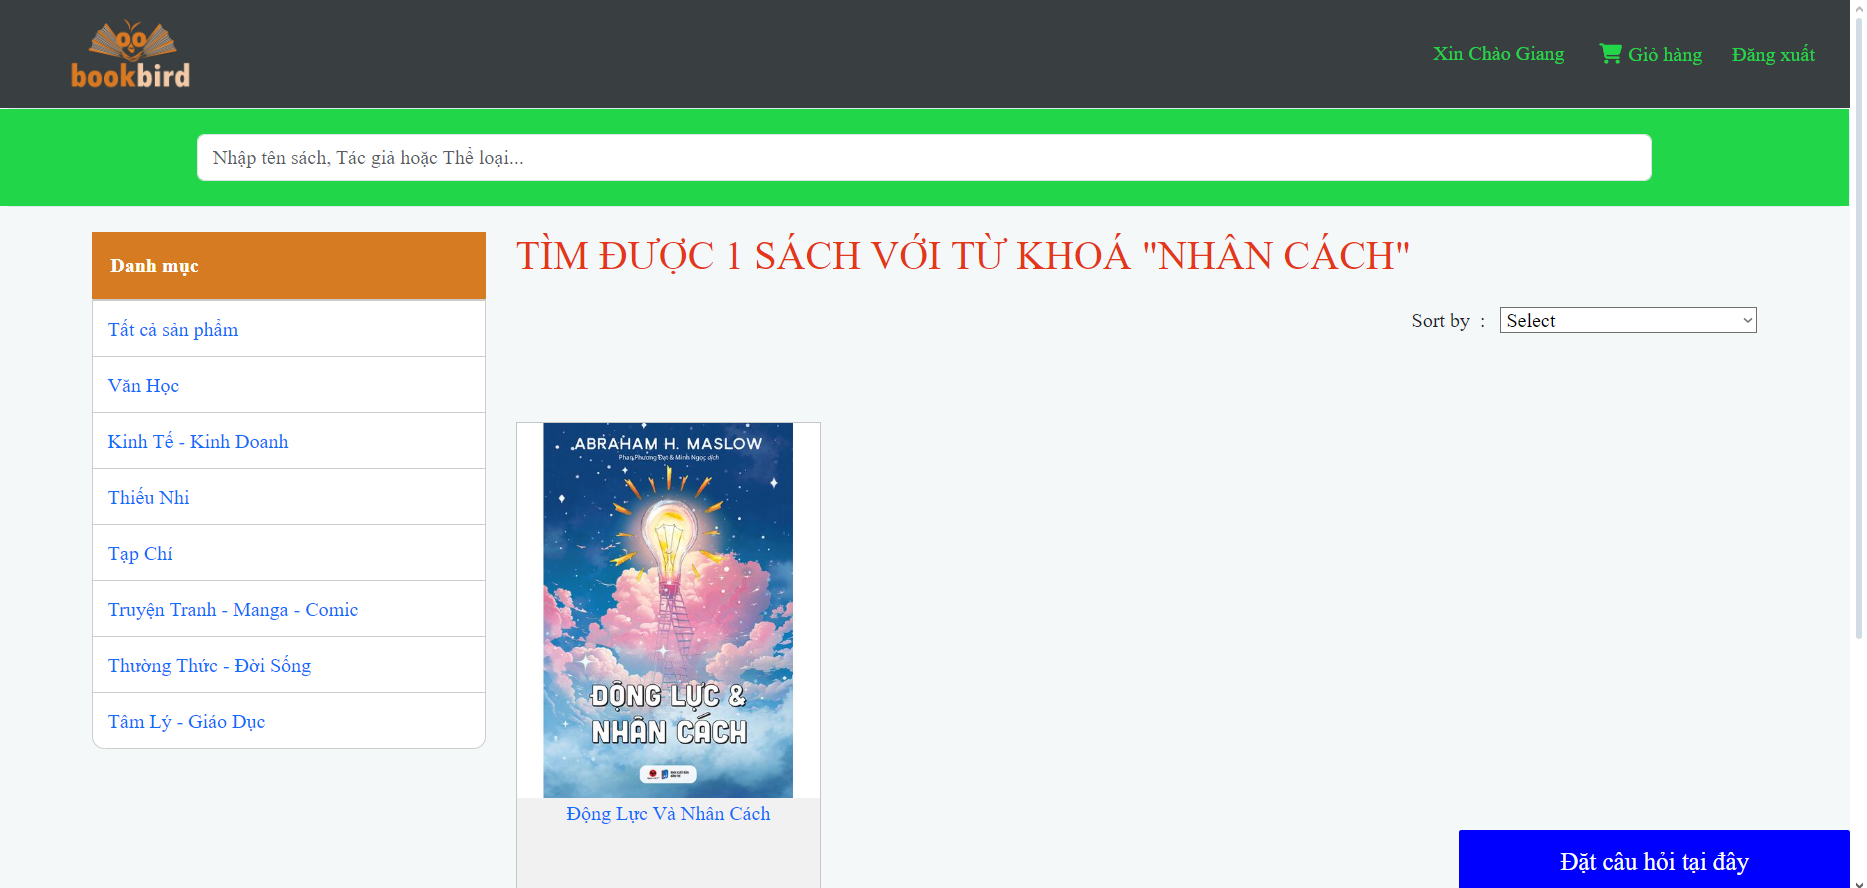 bookbird
Xin Chào Giang
Giỏ hàng
Đăng xuất
Nhập tên sách, Tác giả hoặc Thể loại...
Danh mục
Tất cả sản phẩm
Văn Học
Kinh Tế - Kinh Doanh
Thiếu Nhi
Tạp Chí
Truyện Tranh - Manga - Comic
Thường Thức - Đời Sống
Tâm Lý - Giáo Dục
TÌM ĐƯỢC 1 SÁCH VỚI TỪ KHOÁ "NHÂN CÁCH"
Sort by :
Select
ABRAHAM H. MASLOW
Phan Phương Đạt & Minh Ngọc dịch
ĐỘNG LỰC &
NHÂN CÁCH
Động Lực Và Nhân Cách
Đặt câu hỏi tại đây